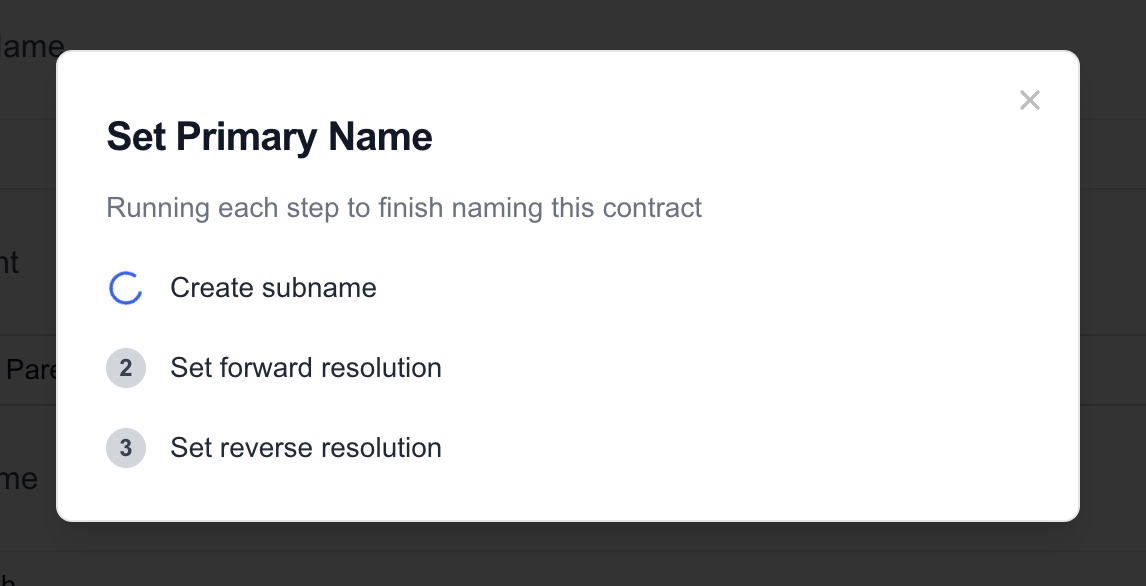 Set Primary Name
Running each step to finish naming this contract
Create subname
2 Set forward resolution
3 Set reverse resolution